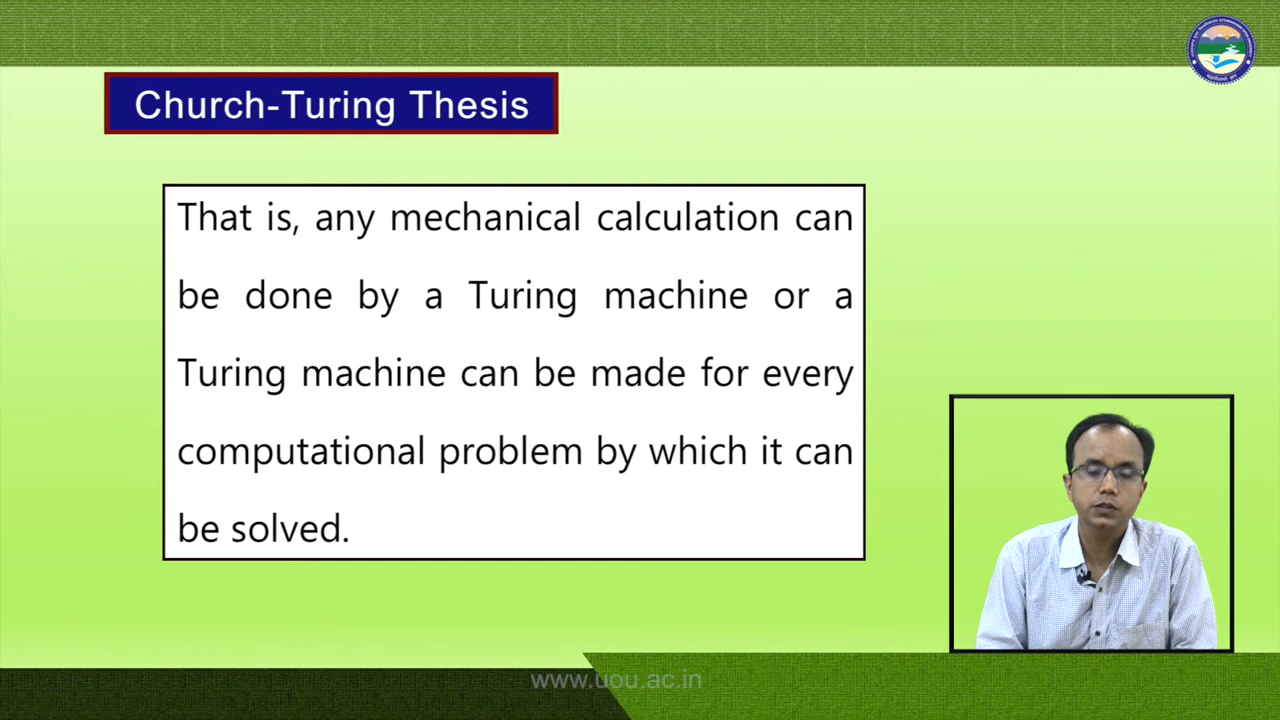 Church-Turing Thesis
That is, any mechanical calculation can
be done by a Turing machine or a
Turing machine can be made for every
computational problem by which it can
be solved.
www.uou.ac.in